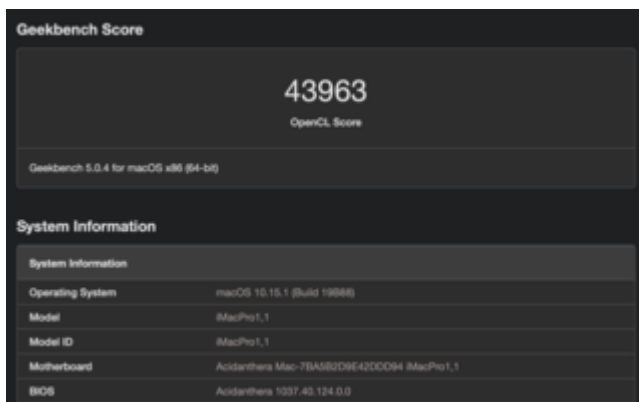 Geekbench Score
43963
OpenCL Score
Geekbench 5.0.4 for macOS x86 (64-bit)
System Information
System Information
Operating System macOS 10.15.1 (Build 19B88)
Model iMacPro1,1
Model ID iMacPro1,1
Motherboard Acidanthera Mac-7BA5B2D9E42DDD94 iMacPro1,1
BIOS Acidanthera 1037.40.124.0.0